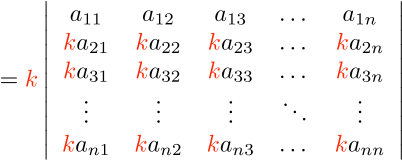 a₁₁ a₁₂ a₁₃ … a₁ₙ
ka₂₁ ka₂₂ ka₂₃ … ka₂ₙ
= k ka₃₁ ka₃₂ ka₃₃ … ka₃ₙ
⋮ ⋮ ⋮ ⋱ ⋮
kaₙ₁ kaₙ₂ kaₙ₃ … kaₙₙ